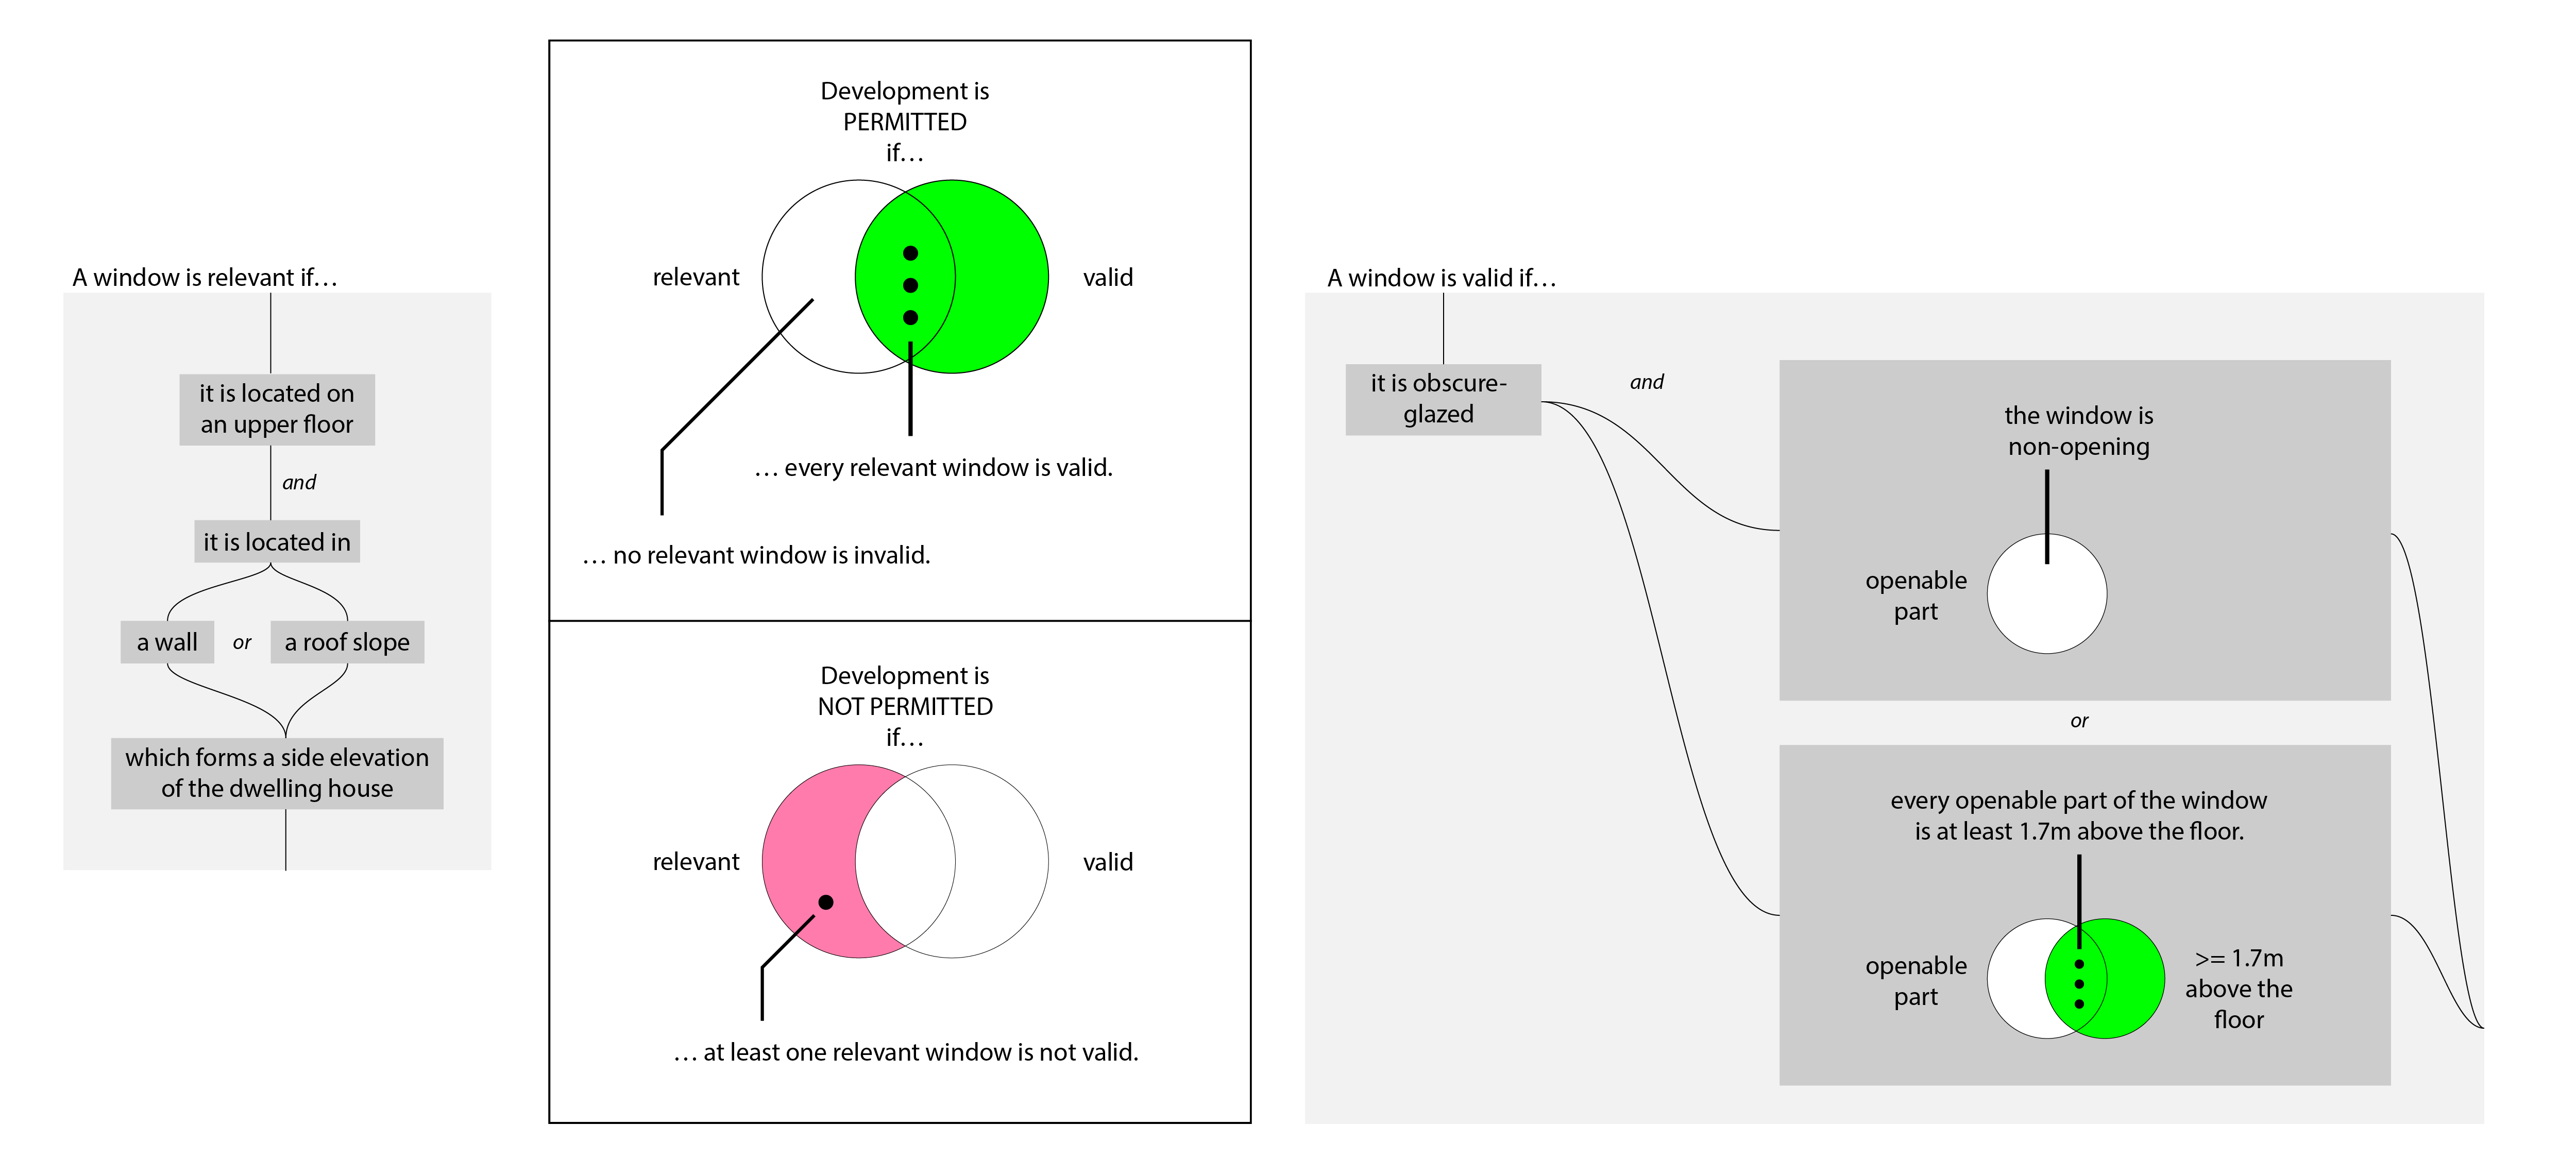 A window is relevant if…
it is located on
an upper floor
and
it is located in
a wall
or
a roof slope
which forms a side elevation
of the dwelling house
Development is
PERMITTED
if…
relevant
valid
… every relevant window is valid.
… no relevant window is invalid.
Development is
NOT PERMITTED
if…
relevant
valid
… at least one relevant window is not valid.
A window is valid if…
it is obscure-
glazed
and
the window is
non-opening
openable
part
or
every openable part of the window
is at least 1.7m above the floor.
openable
part
>= 1.7m
above the
floor